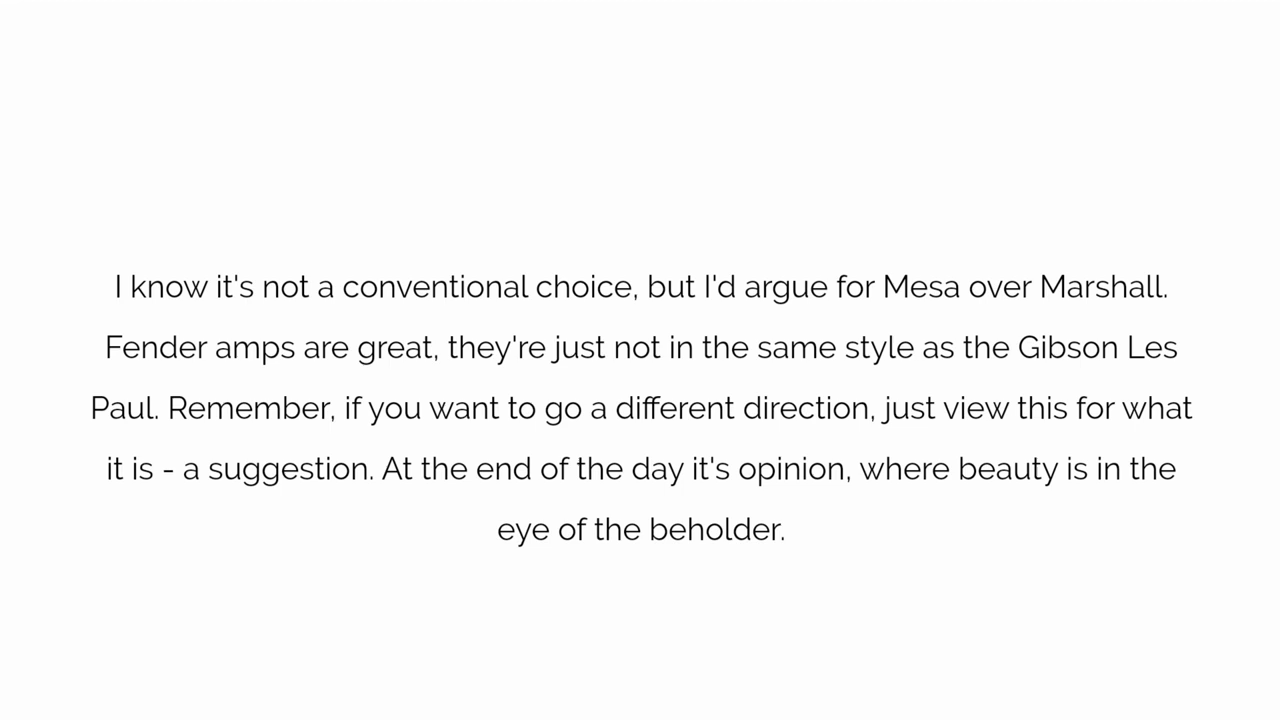 I know it's not a conventional choice, but I'd argue for Mesa over Marshall.
Fender amps are great, they're just not in the same style as the Gibson Les
Paul. Remember, if you want to go a different direction, just view this for what
it is - a suggestion. At the end of the day it's opinion, where beauty is in the
eye of the beholder.